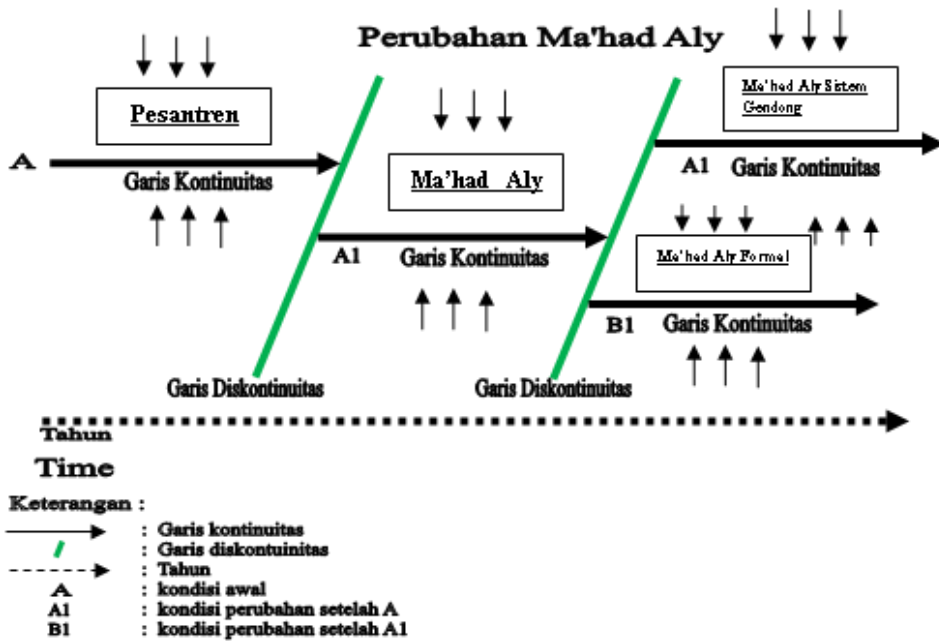 Perubahan Ma'had Aly
Pesantren
A
Garis Kontinuitas
Ma'had Aly
A1
Garis Kontinuitas
Ma'had Aly Sistem
Gendong
A1
Garis Kontinuitas
Ma'had Aly Formal
B1
Garis Kontinuitas
Garis Diskontinuitas
Garis Diskontinuitas
Tahun
Time
Keterangan :
: Garis kontinuitas
: Garis diskontuinitas
: Tahun
A : kondisi awal
A1 : kondisi perubahan setelah A
B1 : kondisi perubahan setelah A1